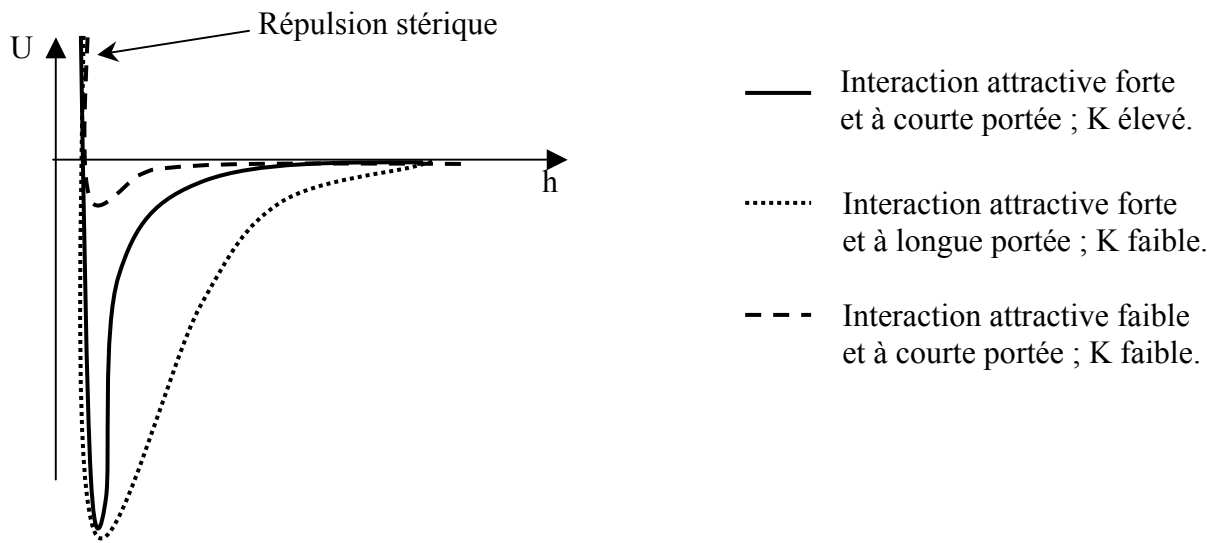 Répulsion stérique
U
h
Interaction attractive forte
et à courte portée ; K élevé.
Interaction attractive forte
et à longue portée ; K faible.
Interaction attractive faible
et à courte portée ; K faible.